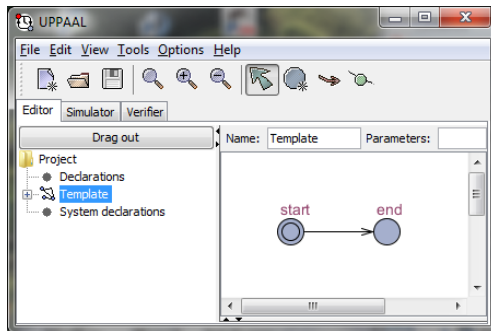 UPPAAL
File Edit View Tools Options Help
Editor Simulator Verifier
Drag out
Name: Template Parameters:
Project
Declarations
Template
System declarations
start end